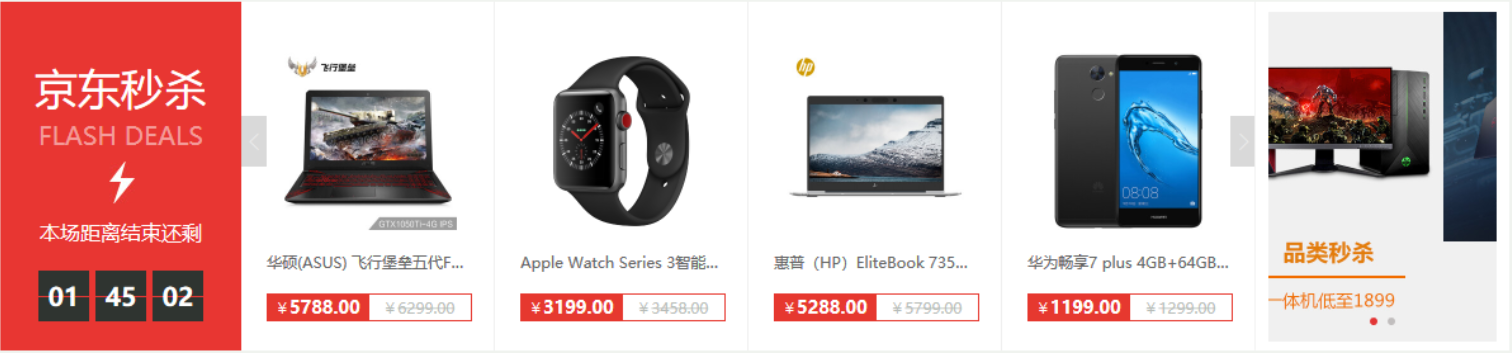 京东秒杀
FLASH DEALS
本场距离结束还剩
01 45 02
飞行堡垒
GTX1050Ti-4G IPS
华硕(ASUS) 飞行堡垒五代F...
￥5788.00 ￥6299.00
Apple Watch Series 3智能...
￥3199.00 ￥3458.00
hp
惠普（HP）EliteBook 735...
￥5288.00 ￥5799.00
08:08
HUAWEI
华为畅享7 plus 4GB+64GB...
￥1199.00 ￥1299.00
品类秒杀
一体机低至1899